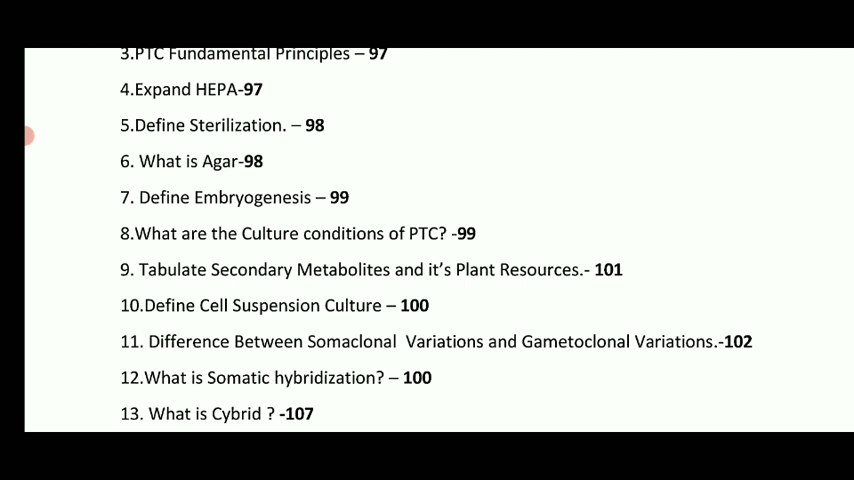 3.PTC Fundamental Principles – 97
4.Expand HEPA-97
5.Define Sterilization. – 98
6. What is Agar-98
7. Define Embryogenesis – 99
8.What are the Culture conditions of PTC? -99
9. Tabulate Secondary Metabolites and it's Plant Resources.- 101
10.Define Cell Suspension Culture – 100
11. Difference Between Somaclonal  Variations and Gametoclonal Variations.-102
12.What is Somatic hybridization? – 100
13. What is Cybrid ? -107